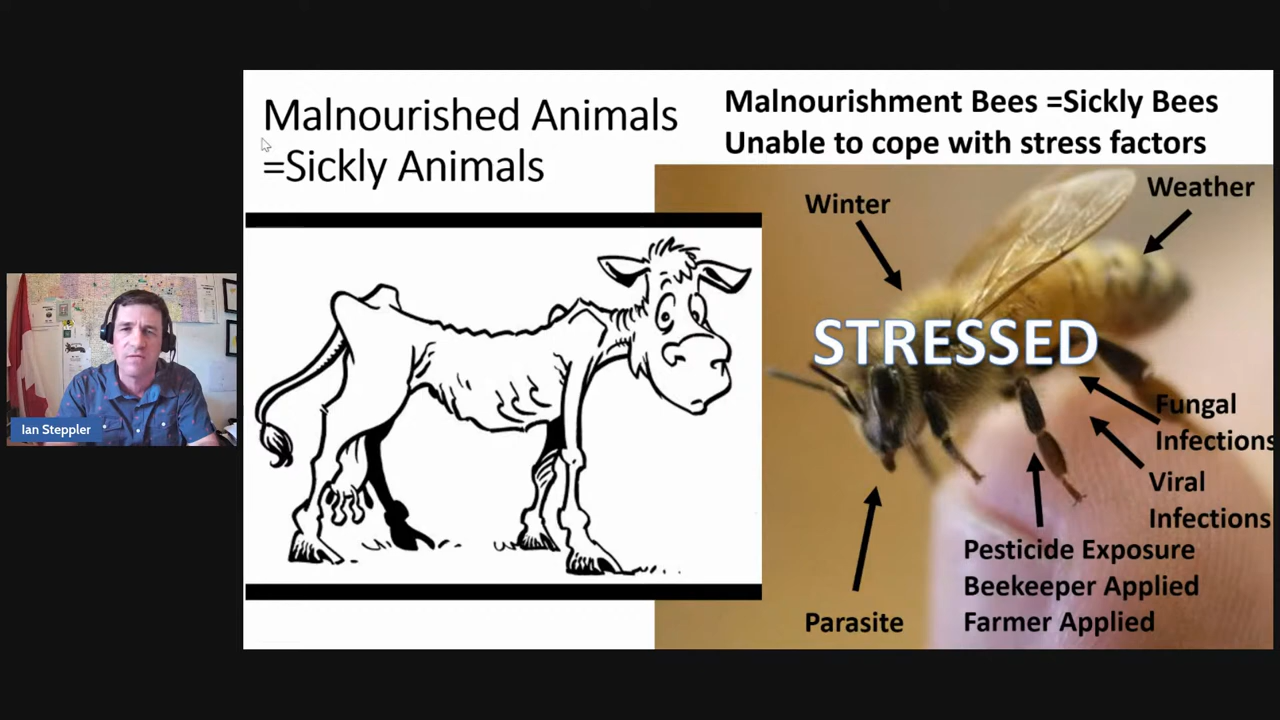 Malnourished Animals
=Sickly Animals
Malnourishment Bees =Sickly Bees
Unable to cope with stress factors
Winter
Weather
STRESSED
Fungal
Infections
Viral
Infections
Pesticide Exposure
Beekeeper Applied
Farmer Applied
Parasite
Ian Steppler